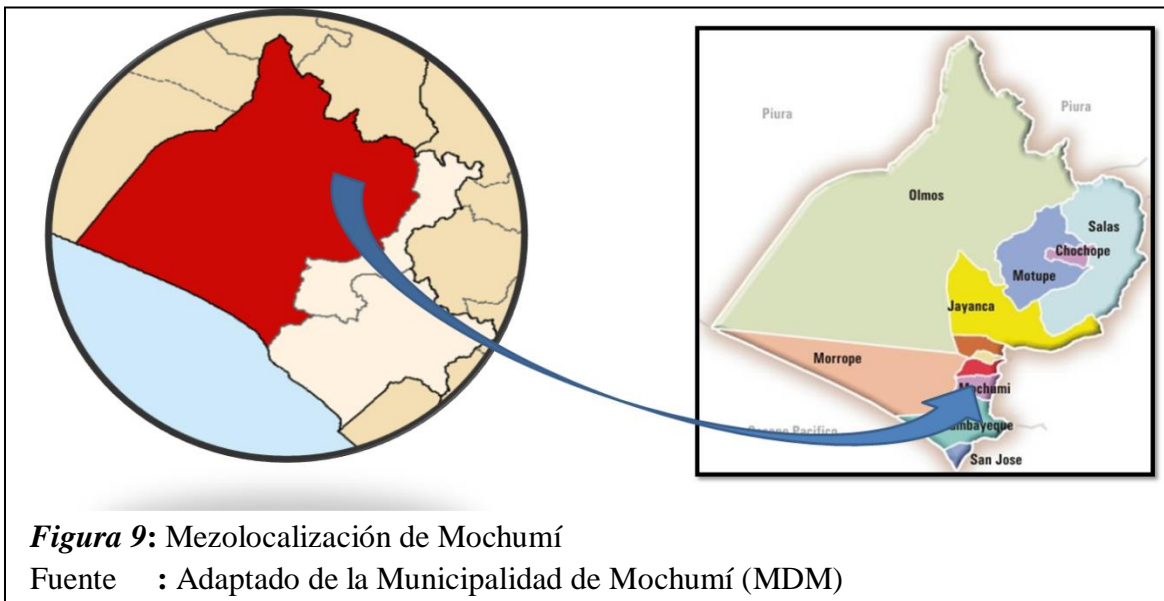 Piura
Piura
Olmos
Salas
Chochope
Motupe
Jayanca
Morrope
Mochumi
mbayeque
San Jose
Figura 9: Mezolocalización de Mochumí
Fuente : Adaptado de la Municipalidad de Mochumí (MDM)